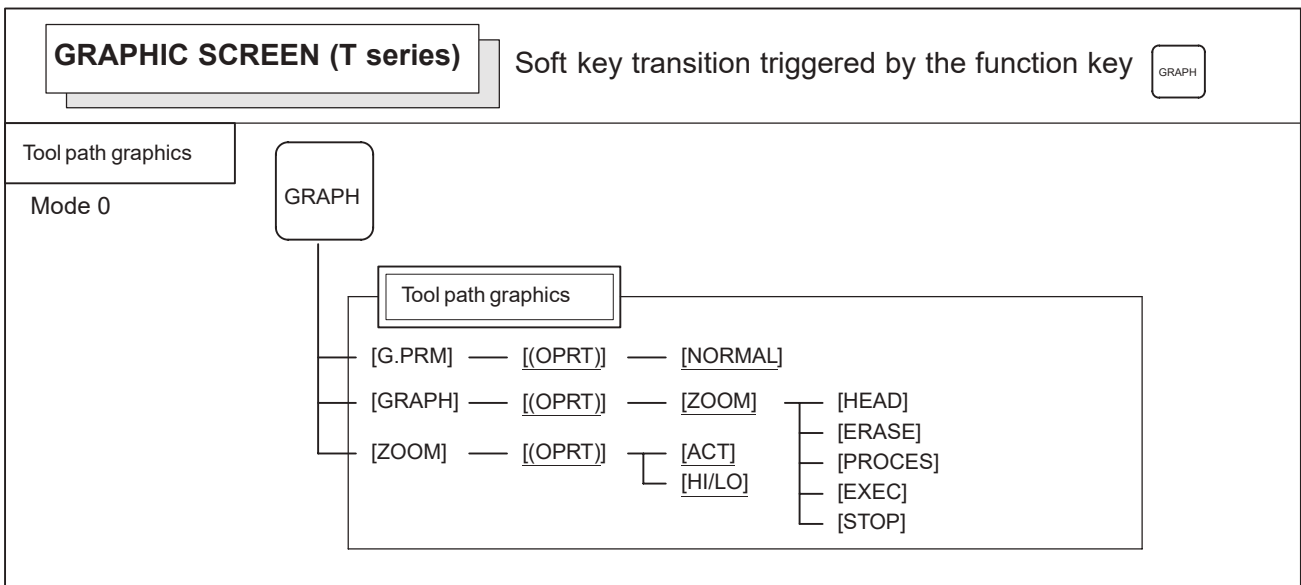 GRAPHIC SCREEN (T series)
Soft key transition triggered by the function key GRAPH
Tool path graphics
Mode 0
GRAPH
Tool path graphics
[G.PRM] [(OPRT)] [NORMAL]
[GRAPH] [(OPRT)] [ZOOM] [HEAD]
[ERASE]
[ZOOM] [(OPRT)] [ACT] [PROCES]
[HI/LO] [EXEC]
[STOP]